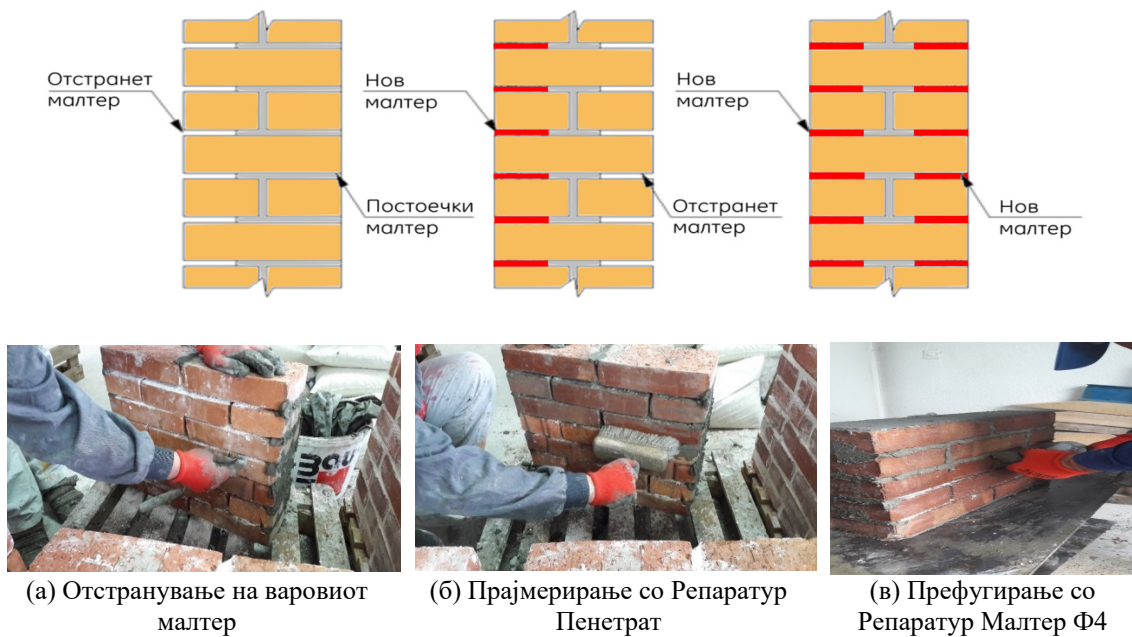 Отстранет
малтер
Постоечки
малтер
Нов
малтер
Отстранет
малтер
Нов
малтер
Нов
малтер
(а) Отстранување на варовиот
малтер
(б) Прајмерирање со Репаратур
Пенетрат
(в) Префугирање со
Репаратур Малтер Ф4